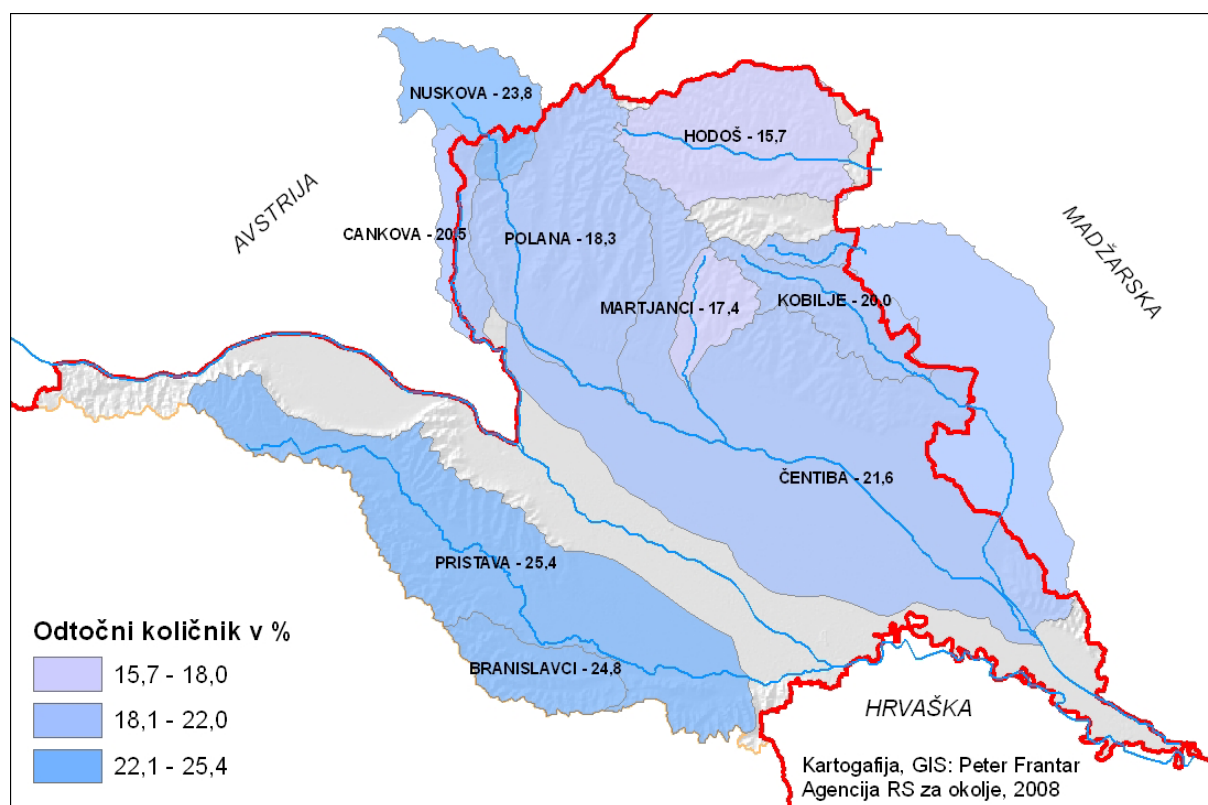 NUSKOVA - 23,8
HODOŠ - 15,7
AVSTRIJA
MADŽARSKA
CANKOVA - 20,5
POLANA - 18,3
MARTJANCI - 17,4
KOBILJE - 20,0
ČENTIBA - 21,6
PRISTAVA - 25,4
BRANISLAVCI - 24,8
HRVAŠKA
Odtočni količnik v %
15,7 - 18,0
18,1 - 22,0
22,1 - 25,4
Kartogafija, GIS: Peter Frantar
Agencija RS za okolje, 2008